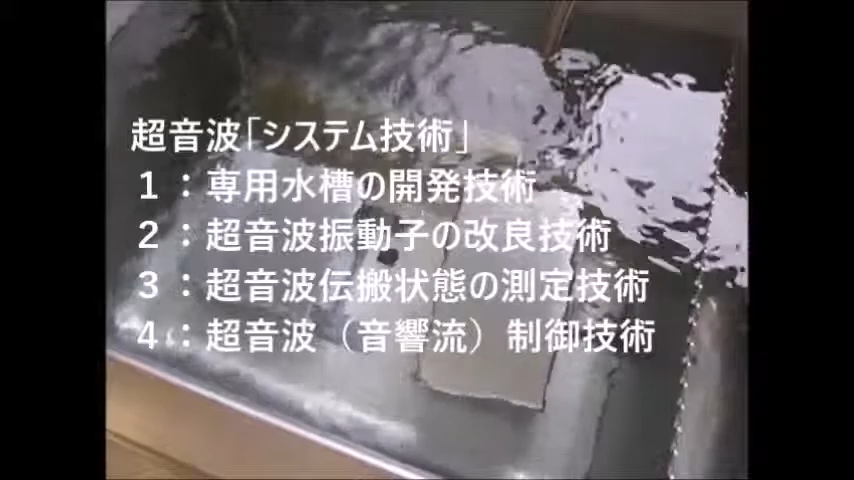 超音波「システム技術」
１：専用水槽の開発技術
２：超音波振動子の改良技術
３：超音波伝搬状態の測定技術
４：超音波（音響流）制御技術